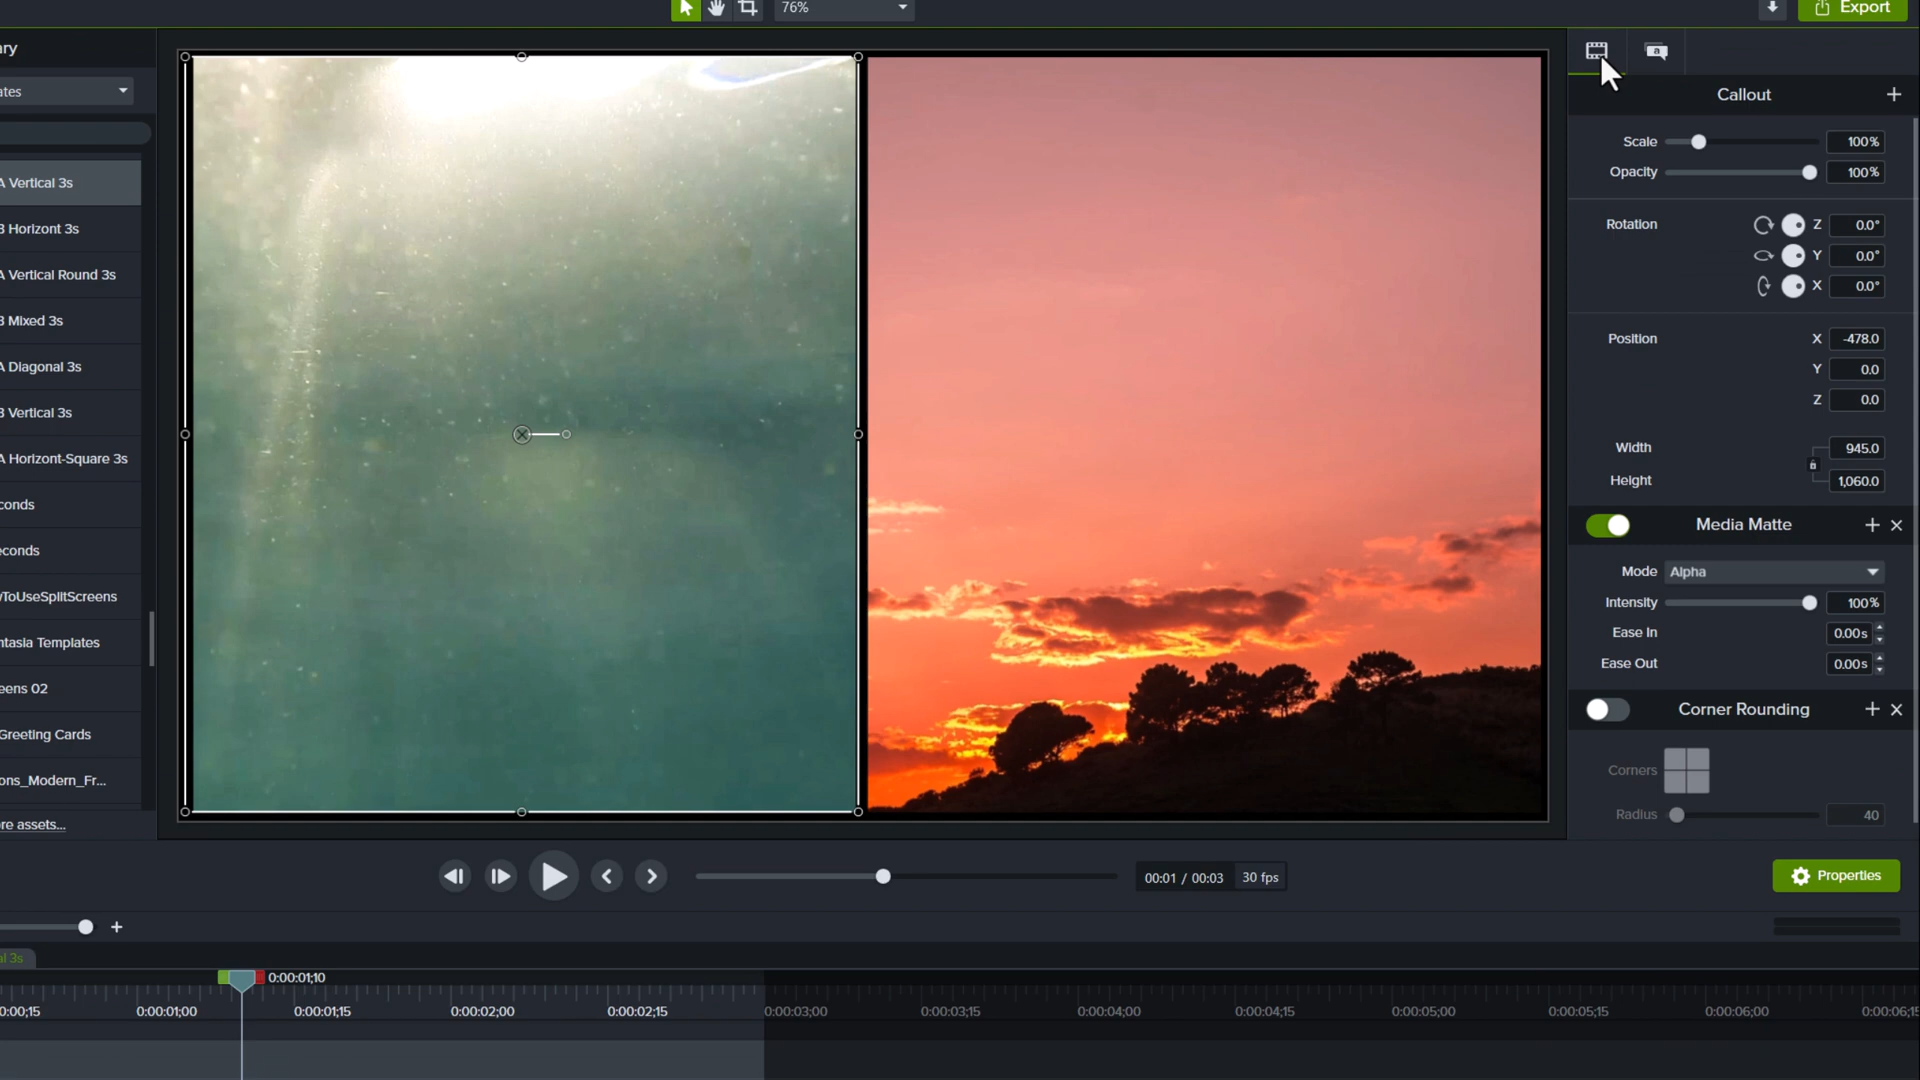 76%
Export
ry
ates
a
Callout
Scale 100%
Opacity 100%
Rotation Z 0.0°
Y 0.0°
X 0.0°
Position X -478.0
Y 0.0
Z 0.0
Width 945.0
Height 1,060.0
Media Matte
Mode Alpha
Intensity 100%
Ease In 0.00s
Ease Out 0.00s
Corner Rounding
Corners
Radius 40
A Vertical 3s
3 Horizont 3s
A Vertical Round 3s
3 Mixed 3s
A Diagonal 3s
3 Vertical 3s
A Horizont-Square 3s
conds
econds
ToUseSplitScreens
ntasia Templates
eens 02
Greeting Cards
ons_Modern_Fr...
re assets...
00:01 / 00:03 30 fps
Properties
al 3s
0:00:01;10
0:00;15 0:00:01;00 0:00:01;15 0:00:02;00 0:00:02;15 0:00:03;00 0:00:03;15 0:00:04;00 0:00:04;15 0:00:05;00 0:00:05;15 0:00:06;00 0:00:06;15